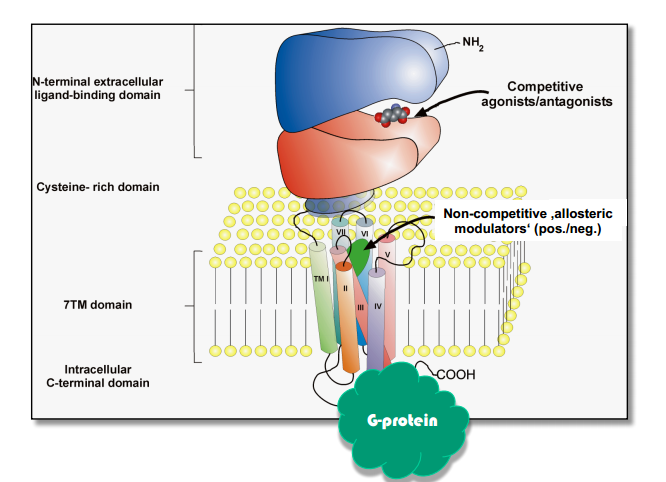 NH2
N-terminal extracellular
ligand-binding domain
Competitive
agonists/antagonists
Cysteine- rich domain
Non-competitive ‚allosteric
modulators‘ (pos./neg.)
VII
VI
V
TM I
II
III
IV
7TM domain
Intracellular
C-terminal domain
COOH
G-protein